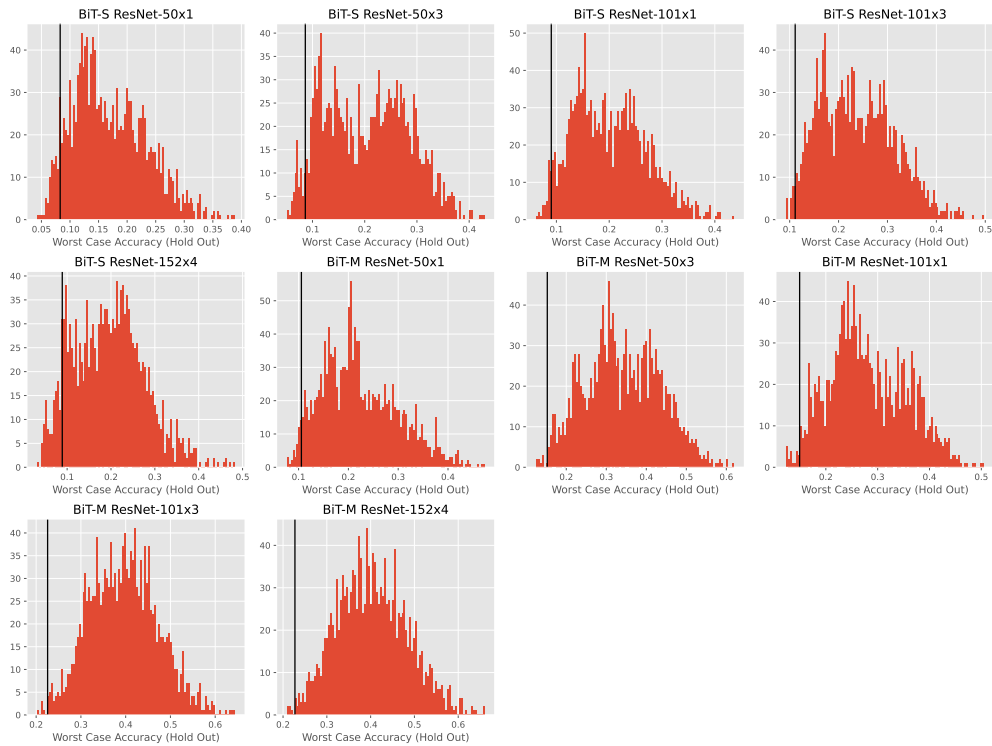 BiT-S ResNet-50x1
BiT-S ResNet-50x3
BiT-S ResNet-101x1
BiT-S ResNet-101x3
40
30
20
10
0
0.05 0.10 0.15 0.20 0.25 0.30 0.35 0.40
Worst Case Accuracy (Hold Out)
40
35
30
25
20
15
10
5
0
0.1 0.2 0.3 0.4
Worst Case Accuracy (Hold Out)
50
40
30
20
10
0
0.1 0.2 0.3 0.4
Worst Case Accuracy (Hold Out)
40
30
20
10
0
0.1 0.2 0.3 0.4 0.5
Worst Case Accuracy (Hold Out)
BiT-S ResNet-152x4
BiT-M ResNet-50x1
BiT-M ResNet-50x3
BiT-M ResNet-101x1
40
35
30
25
20
15
10
5
0
0.1 0.2 0.3 0.4 0.5
Worst Case Accuracy (Hold Out)
50
40
30
20
10
0
0.1 0.2 0.3 0.4
Worst Case Accuracy (Hold Out)
40
30
20
10
0
0.2 0.3 0.4 0.5 0.6
Worst Case Accuracy (Hold Out)
40
30
20
10
0
0.2 0.3 0.4 0.5
Worst Case Accuracy (Hold Out)
BiT-M ResNet-101x3
BiT-M ResNet-152x4
40
35
30
25
20
15
10
5
0
0.2 0.3 0.4 0.5 0.6
Worst Case Accuracy (Hold Out)
40
30
20
10
0
0.2 0.3 0.4 0.5 0.6
Worst Case Accuracy (Hold Out)